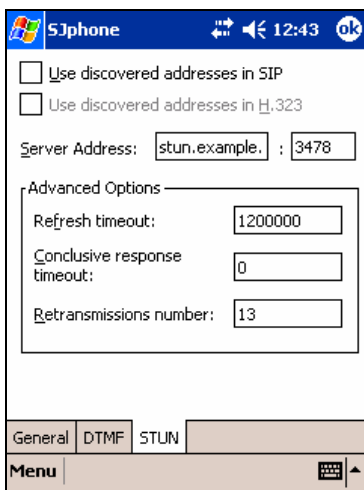 SJphone 12:43 ok
Use discovered addresses in SIP
Use discovered addresses in H.323
Server Address: stun.example. : 3478
Advanced Options
Refresh timeout: 1200000
Conclusive response
timeout: 0
Retransmissions number: 13
General DTMF STUN
Menu